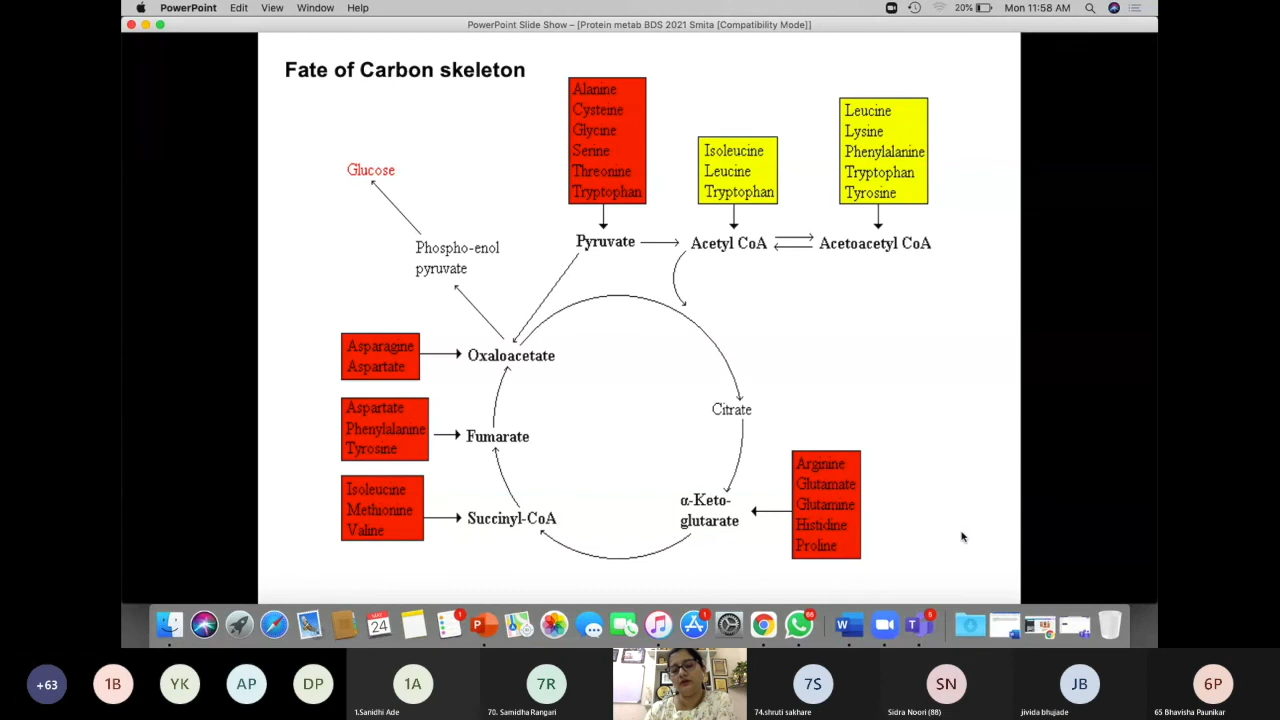 PowerPoint Edit View Window Help
20% Mon 11:58 AM
PowerPoint Slide Show – [Protein metab BDS 2021 Smita [Compatibility Mode]]
Fate of Carbon skeleton
Alanine
Cysteine
Glycine
Serine
Threonine
Tryptophan
Isoleucine
Leucine
Tryptophan
Leucine
Lysine
Phenylalanine
Tryptophan
Tyrosine
Glucose
Phospho-enol
pyruvate
Pyruvate
Acetyl CoA
Acetoacetyl CoA
Asparagine
Aspartate
Oxaloacetate
Citrate
Aspartate
Phenylalanine
Tyrosine
Fumarate
Isoleucine
Methionine
Valine
Succinyl-CoA
α-Keto-
glutarate
Arginine
Glutamate
Glutamine
Histidine
Proline
MAY
24
1
1
66
6
+63
1B
YK
AP
DP
1A
1.Sanidhi Ade
7R
70. Samidha Rangari
7S
74.shruti sakhare
SN
Sidra Noori (88)
JB
jivida bhujade
6P
65 Bhavisha Paunikar